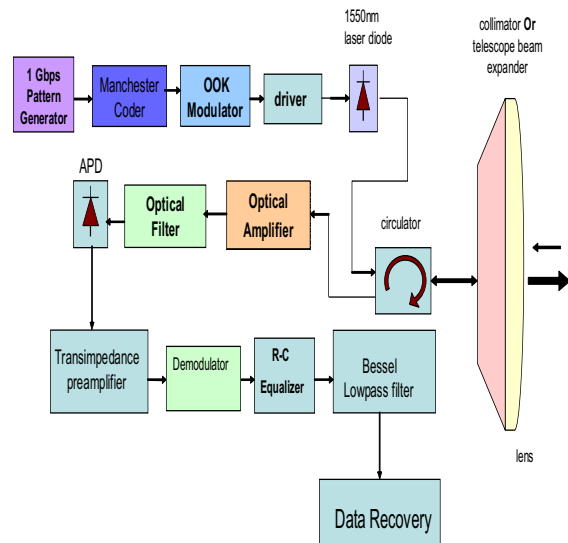 1550nm
laser diode
collimator Or
telescope beam
expander
1 Gbps
Pattern
Generator
Manchester
Coder
OOK
Modulator
driver
APD
Optical
Filter
Optical
Amplifier
circulator
Transimpedance
preamplifier
Demodulator
R-C
Equalizer
Bessel
Lowpass filter
lens
Data Recovery